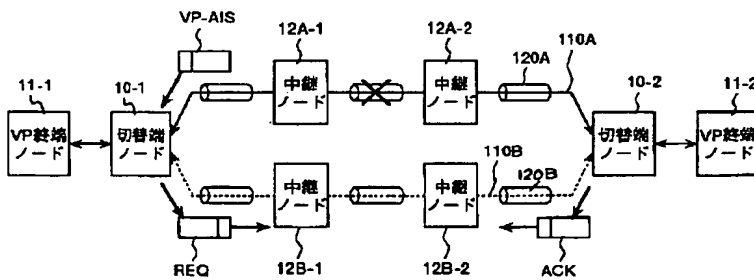 VP-AIS
12A-1
12A-2
120A
110A
11-1
10-1
10-2
11-2
VP終端
ノード
切替端
ノード
中継
ノード
中継
ノード
切替端
ノード
VP終端
ノード
110B
120B
中継
ノード
中継
ノード
REQ
12B-1
12B-2
ACK